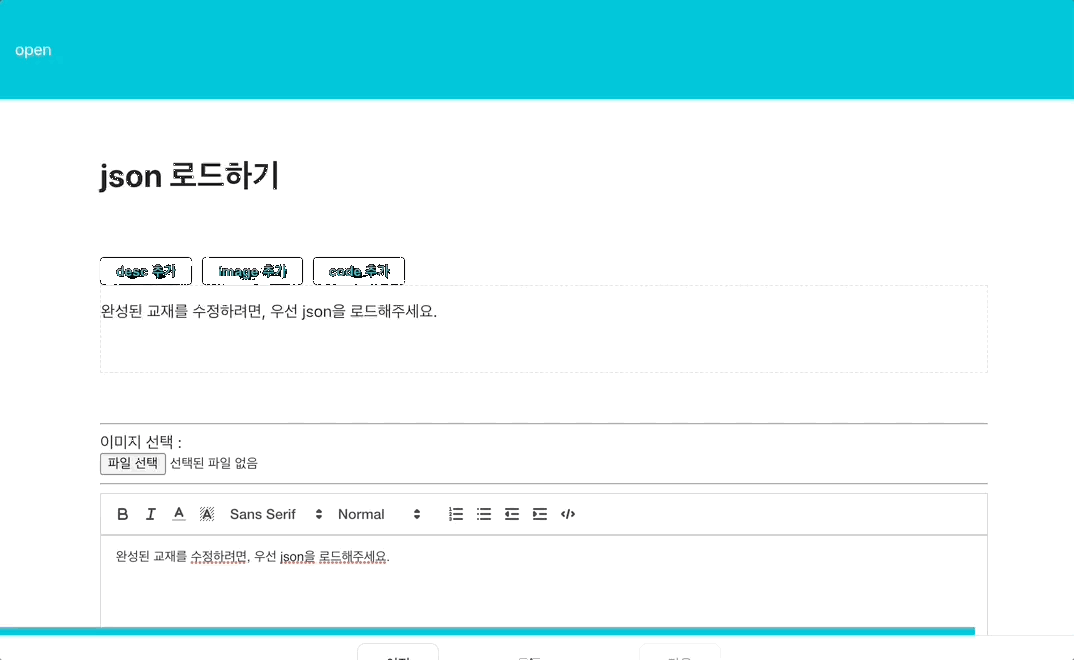 open
json 로드하기
desc 추가 image 추가 code 추가
완성된 교재를 수정하려면, 우선 json을 로드해주세요.
이미지 선택 :
파일 선택 선택된 파일 없음
B I A A Sans Serif Normal
완성된 교재를 수정하려면, 우선 json을 로드해주세요.